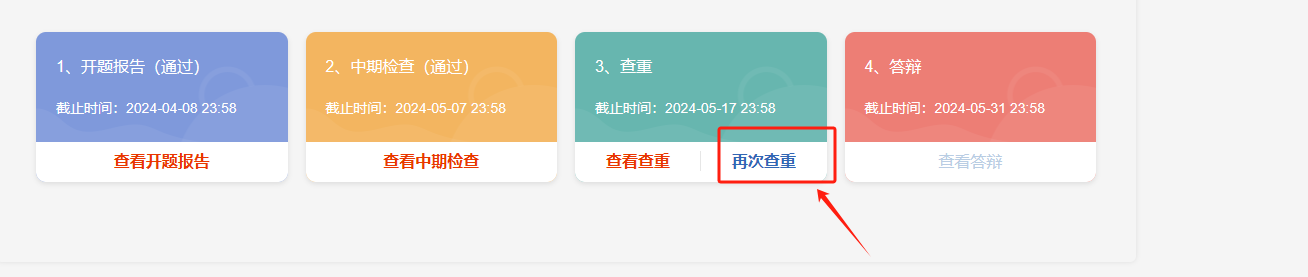 1、开题报告（通过）
截止时间：2024-04-08 23:58
查看开题报告
2、中期检查（通过）
截止时间：2024-05-07 23:58
查看中期检查
3、查重
截止时间：2024-05-17 23:58
查看查重
再次查重
4、答辩
截止时间：2024-05-31 23:58
查看答辩